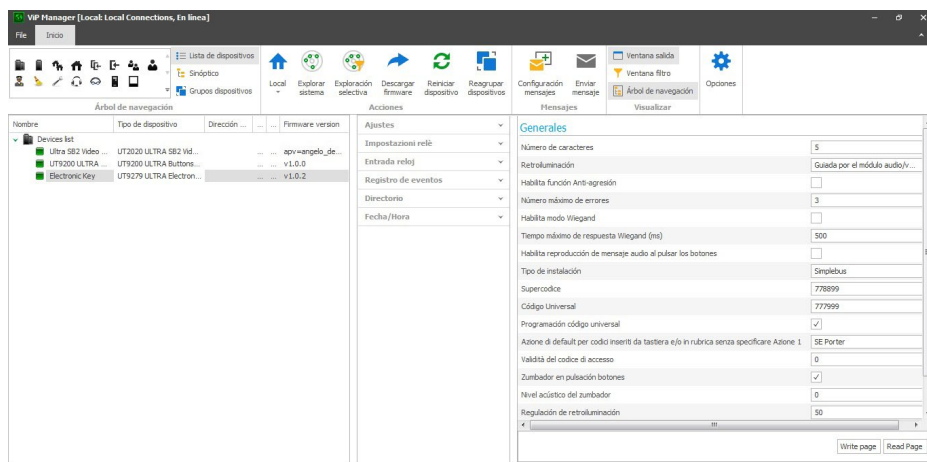 ViP Manager [Local: Local Connections, En línea]
File Inicio
Lista de dispositivos
Sinóptico
Grupos dispositivos
Local
Explorar sistema
Exploración selectiva
Descargar firmware
Reiniciar dispositivo
Reagrupar dispositivos
Configuración mensajes
Enviar mensaje
Ventana salida
Ventana filtro
Árbol de navegación
Opciones
Árbol de navegación Acciones Mensajes Visualizar
Nombre Tipo de dispositivo Dirección ... ... ... Firmware version
Devices list
Ultra SB2 Video ... UT2020 ULTRA SB2 Vid... ... ... apv=angelo_de...
UT9200 ULTRA ... UT9200 ULTRA Buttons... ... ... v1.0.0
Electronic Key UT9279 ULTRA Electron... ... ... v1.0.2
Ajustes
Impostazioni relè
Entrada reloj
Registro de eventos
Directorio
Fecha/Hora
Generales
Número de caracteres 5
Retroiluminación Guiada por el módulo audio/v...
Habilita función Anti-agresión
Número máximo de errores 3
Habilita modo Wiegand
Tiempo máximo de respuesta Wiegand (ms) 500
Habilita reproducción de mensaje audio al pulsar los botones
Tipo de instalación Simplebus
Supercodice 778899
Código Universal 777999
Programación código universal
Azione di default per codici inseriti da tastiera e/o in rubrica senza specificare Azione 1 SE Porter
Validità del codice di accesso 0
Zumbador en pulsación botones
Nivel acústico del zumbador 0
Regulación de retroiluminación 50
Write page Read Page